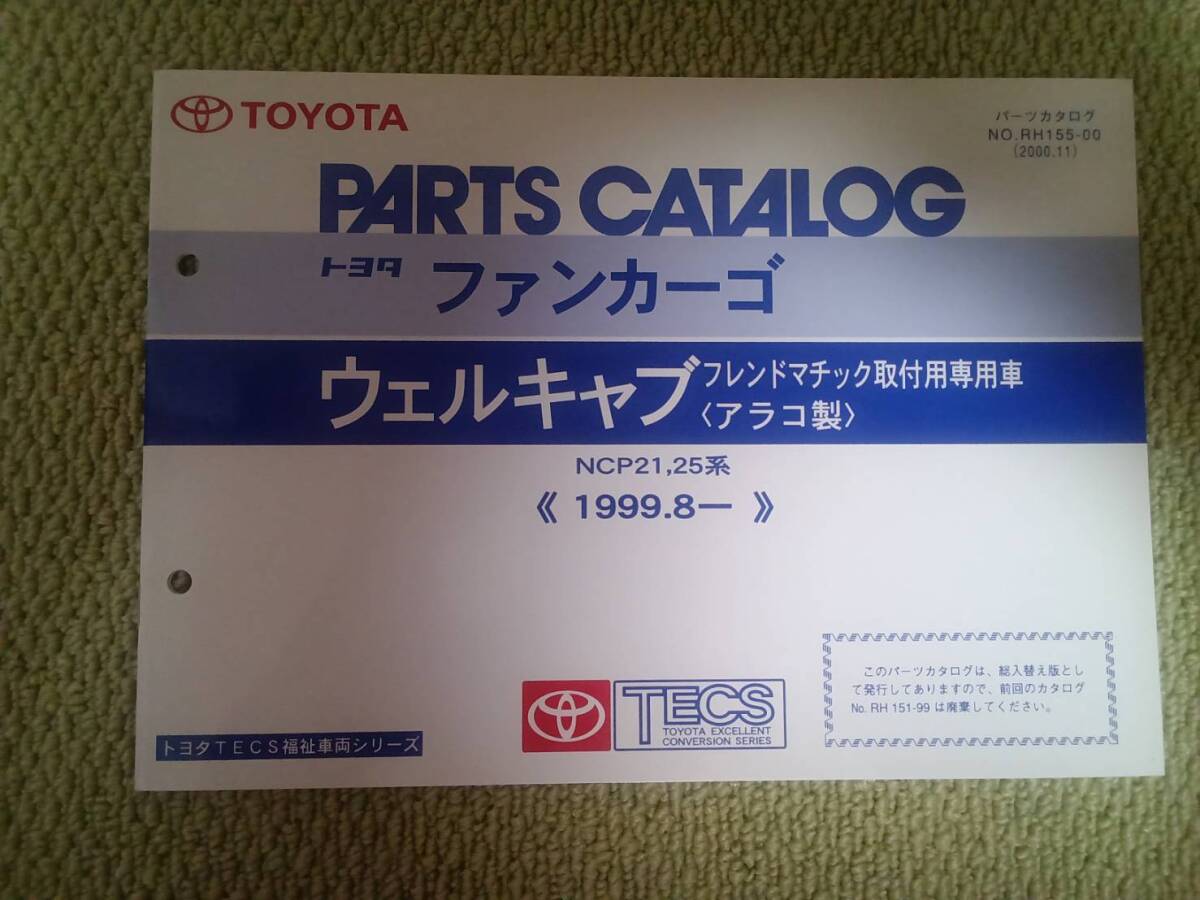 TOYOTA
パーツカタログ
NO.RH155-00
(2000.11)
PARTS CATALOG
トヨタ ファンカーゴ
ウェルキャブ フレンドマチック取付用専用車
〈アラコ製〉
NCP21,25系
《 1999.8ー 》
このパーツカタログは、総入替え版とし
て発行してありますので、前回のカタログ
No. RH 151-99 は廃棄してください。
TECS
TOYOTA EXCELLENT
CONVERSION SERIES
トヨタTECS福祉車両シリーズ